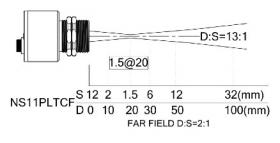 D:S=13:1
1.5@20
S 12 2 1.5 6 12 32(mm)
NS11PLTCF
D 0 10 20 30 50 100(mm)
FAR FIELD D:S=2:1